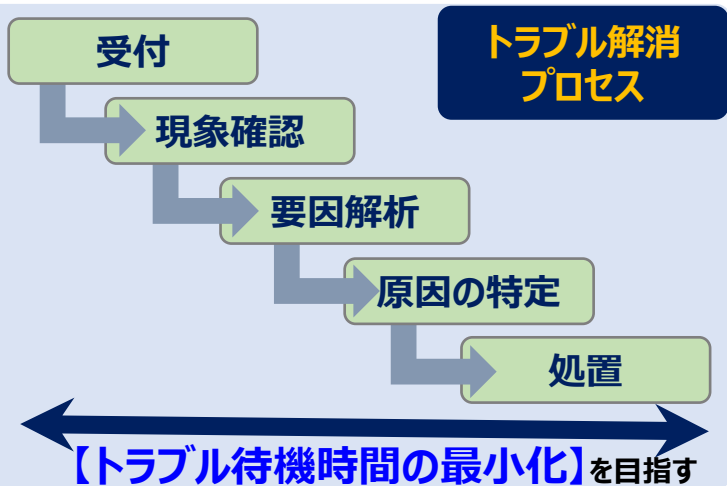 トラブル解消
プロセス
受付
現象確認
要因解析
原因の特定
処置
【トラブル待機時間の最小化】を目指す